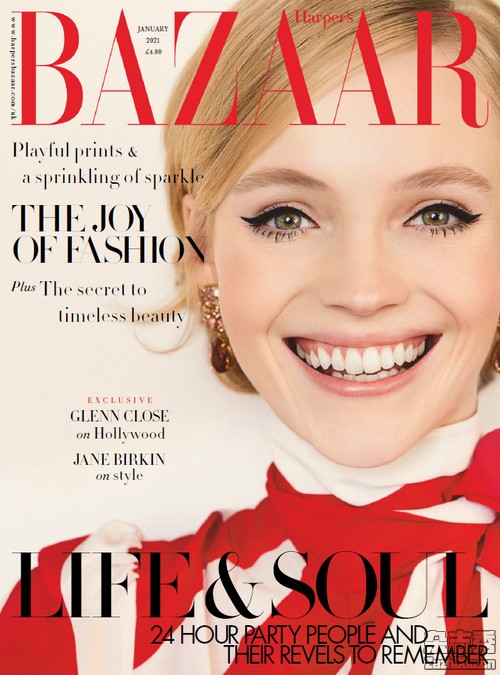 www.harpersbazaar.com/uk
Harper's
BAZAAR
JANUARY
2021
£4.80
Playful prints &
a sprinkling of sparkle
THE JOY
OF FASHION
Plus The secret to
timeless beauty
EXCLUSIVE
GLENN CLOSE
on Hollywood
JANE BIRKIN
on style
LIFE & SOUL
24 HOUR PARTY PEOPLE AND
THEIR REVELS TO REMEMBER